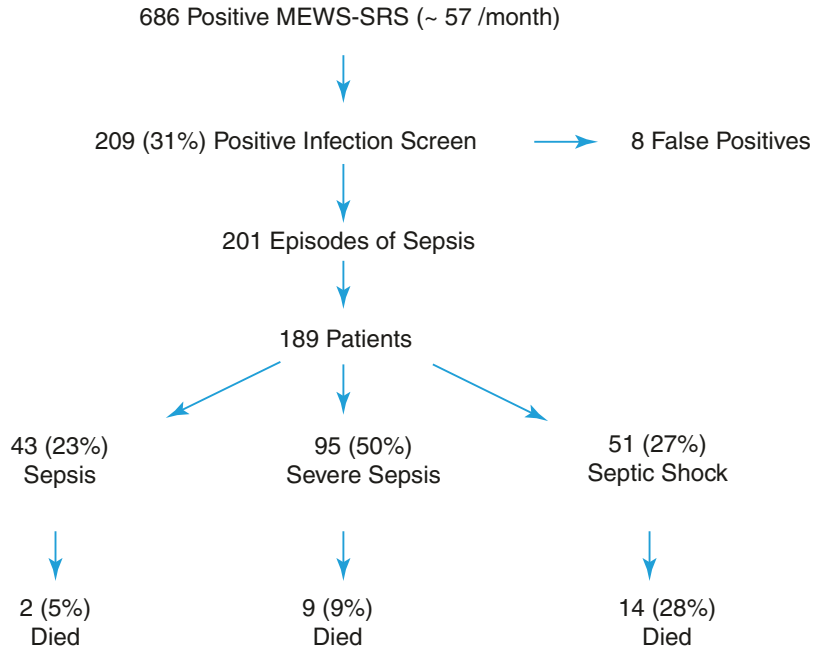 686 Positive MEWS-SRS (~ 57 /month)
209 (31%) Positive Infection Screen
8 False Positives
201 Episodes of Sepsis
189 Patients
43 (23%)
Sepsis
95 (50%)
Severe Sepsis
51 (27%)
Septic Shock
2 (5%)
Died
9 (9%)
Died
14 (28%)
Died